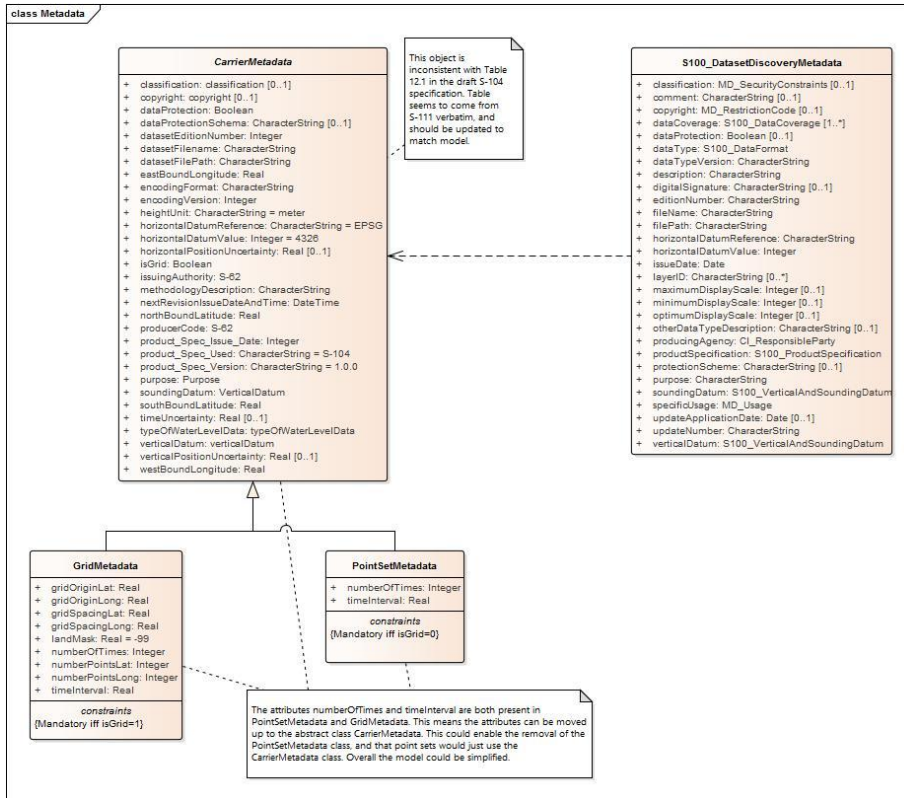 class Metadata
CarrierMetadata
+ classification: classification [0..1]
+ copyright: copyright [0..1]
+ dataProtection: Boolean
+ dataProtectionSchema: CharacterString [0..1]
+ datasetEditionNumber: Integer
+ datasetFilename: CharacterString
+ datasetFilePath: CharacterString
+ eastBoundLongitude: Real
+ encodingFormat: CharacterString
+ encodingVersion: Integer
+ heightUnit: CharacterString = meter
+ horizontalDatumReference: CharacterString = EPSG
+ horizontalDatumValue: Integer = 4326
+ horizontalPositionUncertainty: Real [0..1]
+ isGrid: Boolean
+ issuingAuthority: S-62
+ methodologyDescription: CharacterString
+ nextRevisionIssueDateAndTime: DateTime
+ northBoundLatitude: Real
+ producerCode: S-62
+ product_Spec_Issue_Date: Integer
+ product_Spec_Used: CharacterString = S-104
+ product_Spec_Version: CharacterString = 1.0.0
+ purpose: Purpose
+ soundingDatum: VerticalDatum
+ southBoundLatitude: Real
+ timeUncertainty: Real [0..1]
+ typeOfWaterLevelData: typeOfWaterLevelData
+ verticalDatum: verticalDatum
+ verticalPositionUncertainty: Real [0..1]
+ westBoundLongitude: Real
This object is
inconsistent with Table
12.1 in the draft S-104
specification. Table
seems to come from
S-111 verbatim, and
should be updated to
match model.
S100_DatasetDiscoveryMetadata
+ classification: MD_SecurityConstraints [0..1]
+ comment: CharacterString [0..1]
+ copyright: MD_RestrictionCode [0..1]
+ dataCoverage: S100_DataCoverage [1..*]
+ dataProtection: Boolean [0..1]
+ dataType: S100_DataFormat
+ dataTypeVersion: CharacterString
+ description: CharacterString
+ digitalSignature: CharacterString [0..1]
+ editionNumber: CharacterString
+ fileName: CharacterString
+ filePath: CharacterString
+ horizontalDatumReference: CharacterString
+ horizontalDatumValue: Integer
+ issueDate: Date
+ layerID: CharacterString [0..*]
+ maximumDisplayScale: Integer [0..1]
+ minimumDisplayScale: Integer [0..1]
+ optimumDisplayScale: Integer [0..1]
+ otherDataTypeDescription: CharacterString [0..1]
+ producingAgency: CI_ResponsibleParty
+ productSpecification: S100_ProductSpecification
+ protectionScheme: CharacterString [0..1]
+ purpose: CharacterString
+ soundingDatum: S100_VerticalAndSoundingDatum
+ specificUsage: MD_Usage
+ updateApplicationDate: Date [0..1]
+ updateNumber: CharacterString
+ verticalDatum: S100_VerticalAndSoundingDatum
GridMetadata
+ gridOriginLat: Real
+ gridOriginLong: Real
+ gridSpacingLat: Real
+ gridSpacingLong: Real
+ landMask: Real = -99
+ numberOfTimes: Integer
+ numberPointsLat: Integer
+ numberPointsLong: Integer
+ timeInterval: Real
constraints
{Mandatory iff isGrid=1}
PointSetMetadata
+ numberOfTimes: Integer
+ timeInterval: Real
constraints
{Mandatory iff isGrid=0}
The attributes numberOfTimes and timeInterval are both present in
PointSetMetadata and GridMetadata. This means the attributes can be moved
up to the abstract class CarrierMetadata. This could enable the removal of the
PointSetMetadata class, and that point sets would just use the
CarrierMetadata class. Overall the model could be simplified.